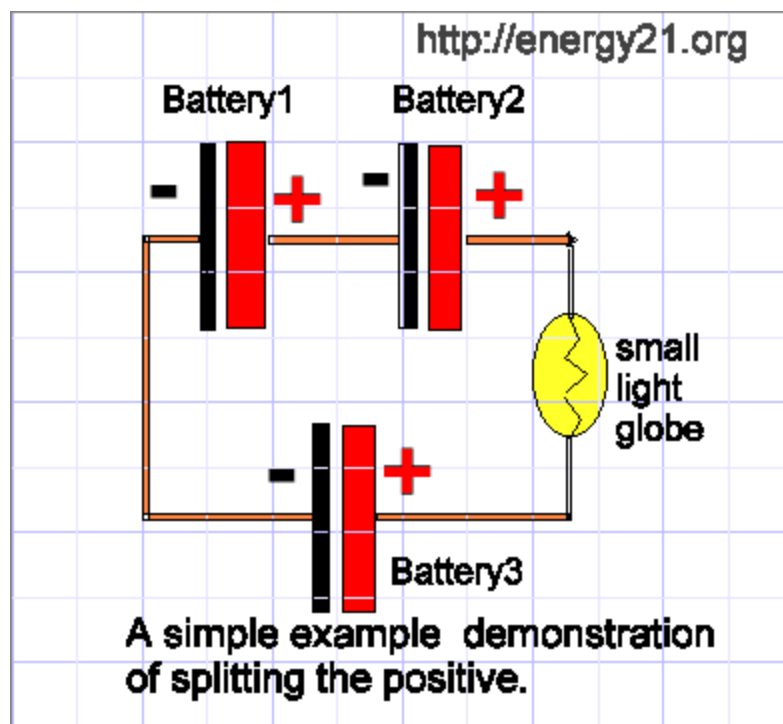 http://energy21.org
Battery1 Battery2
- + - +
small
light
globe
- +
Battery3
A simple example demonstration
of splitting the positive.